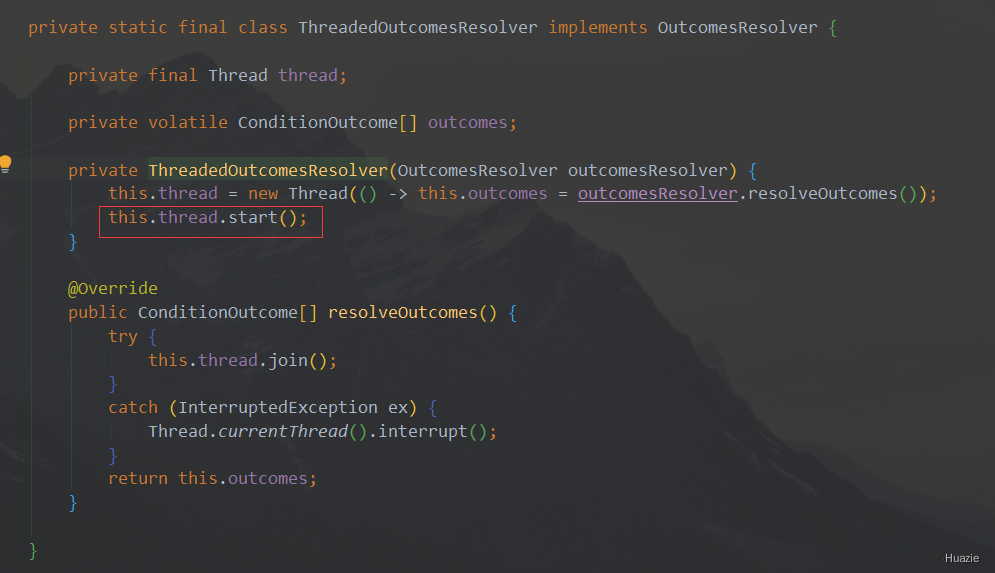 private static final class ThreadedOutcomesResolver implements OutcomesResolver {
private final Thread thread;
private volatile ConditionOutcome[] outcomes;
private ThreadedOutcomesResolver(OutcomesResolver outcomesResolver) {
this.thread = new Thread(() -> this.outcomes = outcomesResolver.resolveOutcomes());
this.thread.start();
}
@Override
public ConditionOutcome[] resolveOutcomes() {
try {
this.thread.join();
}
catch (InterruptedException ex) {
Thread.currentThread().interrupt();
}
return this.outcomes;
}
}
Huazie